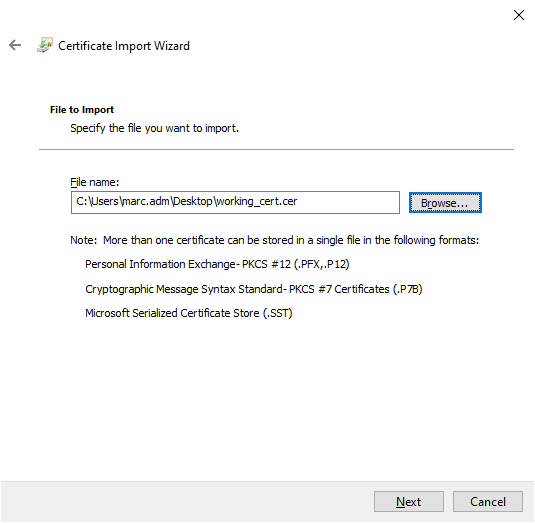 Certificate Import Wizard
File to Import
Specify the file you want to import.
File name:
C:\Users\marc.adm\Desktop\working_cert.cer
Browse...
Note: More than one certificate can be stored in a single file in the following formats:
Personal Information Exchange- PKCS #12 (.PFX,.P12)
Cryptographic Message Syntax Standard- PKCS #7 Certificates (.P7B)
Microsoft Serialized Certificate Store (.SST)
Next
Cancel